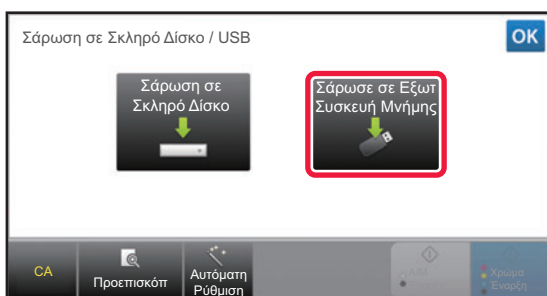 Σάρωση σε Σκληρό Δίσκο / USB
OK
Σάρωση σε
Σκληρό Δίσκο
Σάρωσε σε Εξωτ
Συσκευή Μνήμης
CA
Προεπισκόπ
Αυτόματη
Ρύθμιση
Χρώμα
Έναρξη